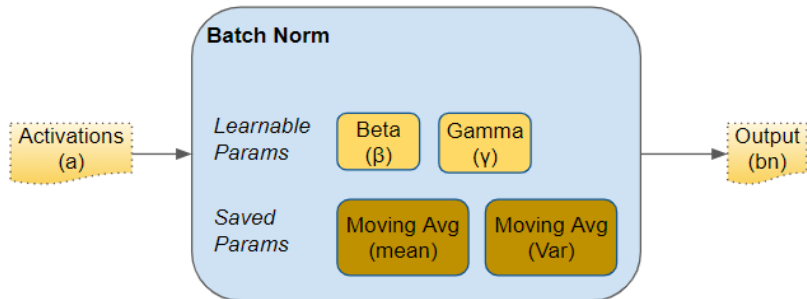 Batch Norm
Activations
(a)
Learnable
Params
Beta
(β)
Gamma
(γ)
Output
(bn)
Saved
Params
Moving Avg
(mean)
Moving Avg
(Var)